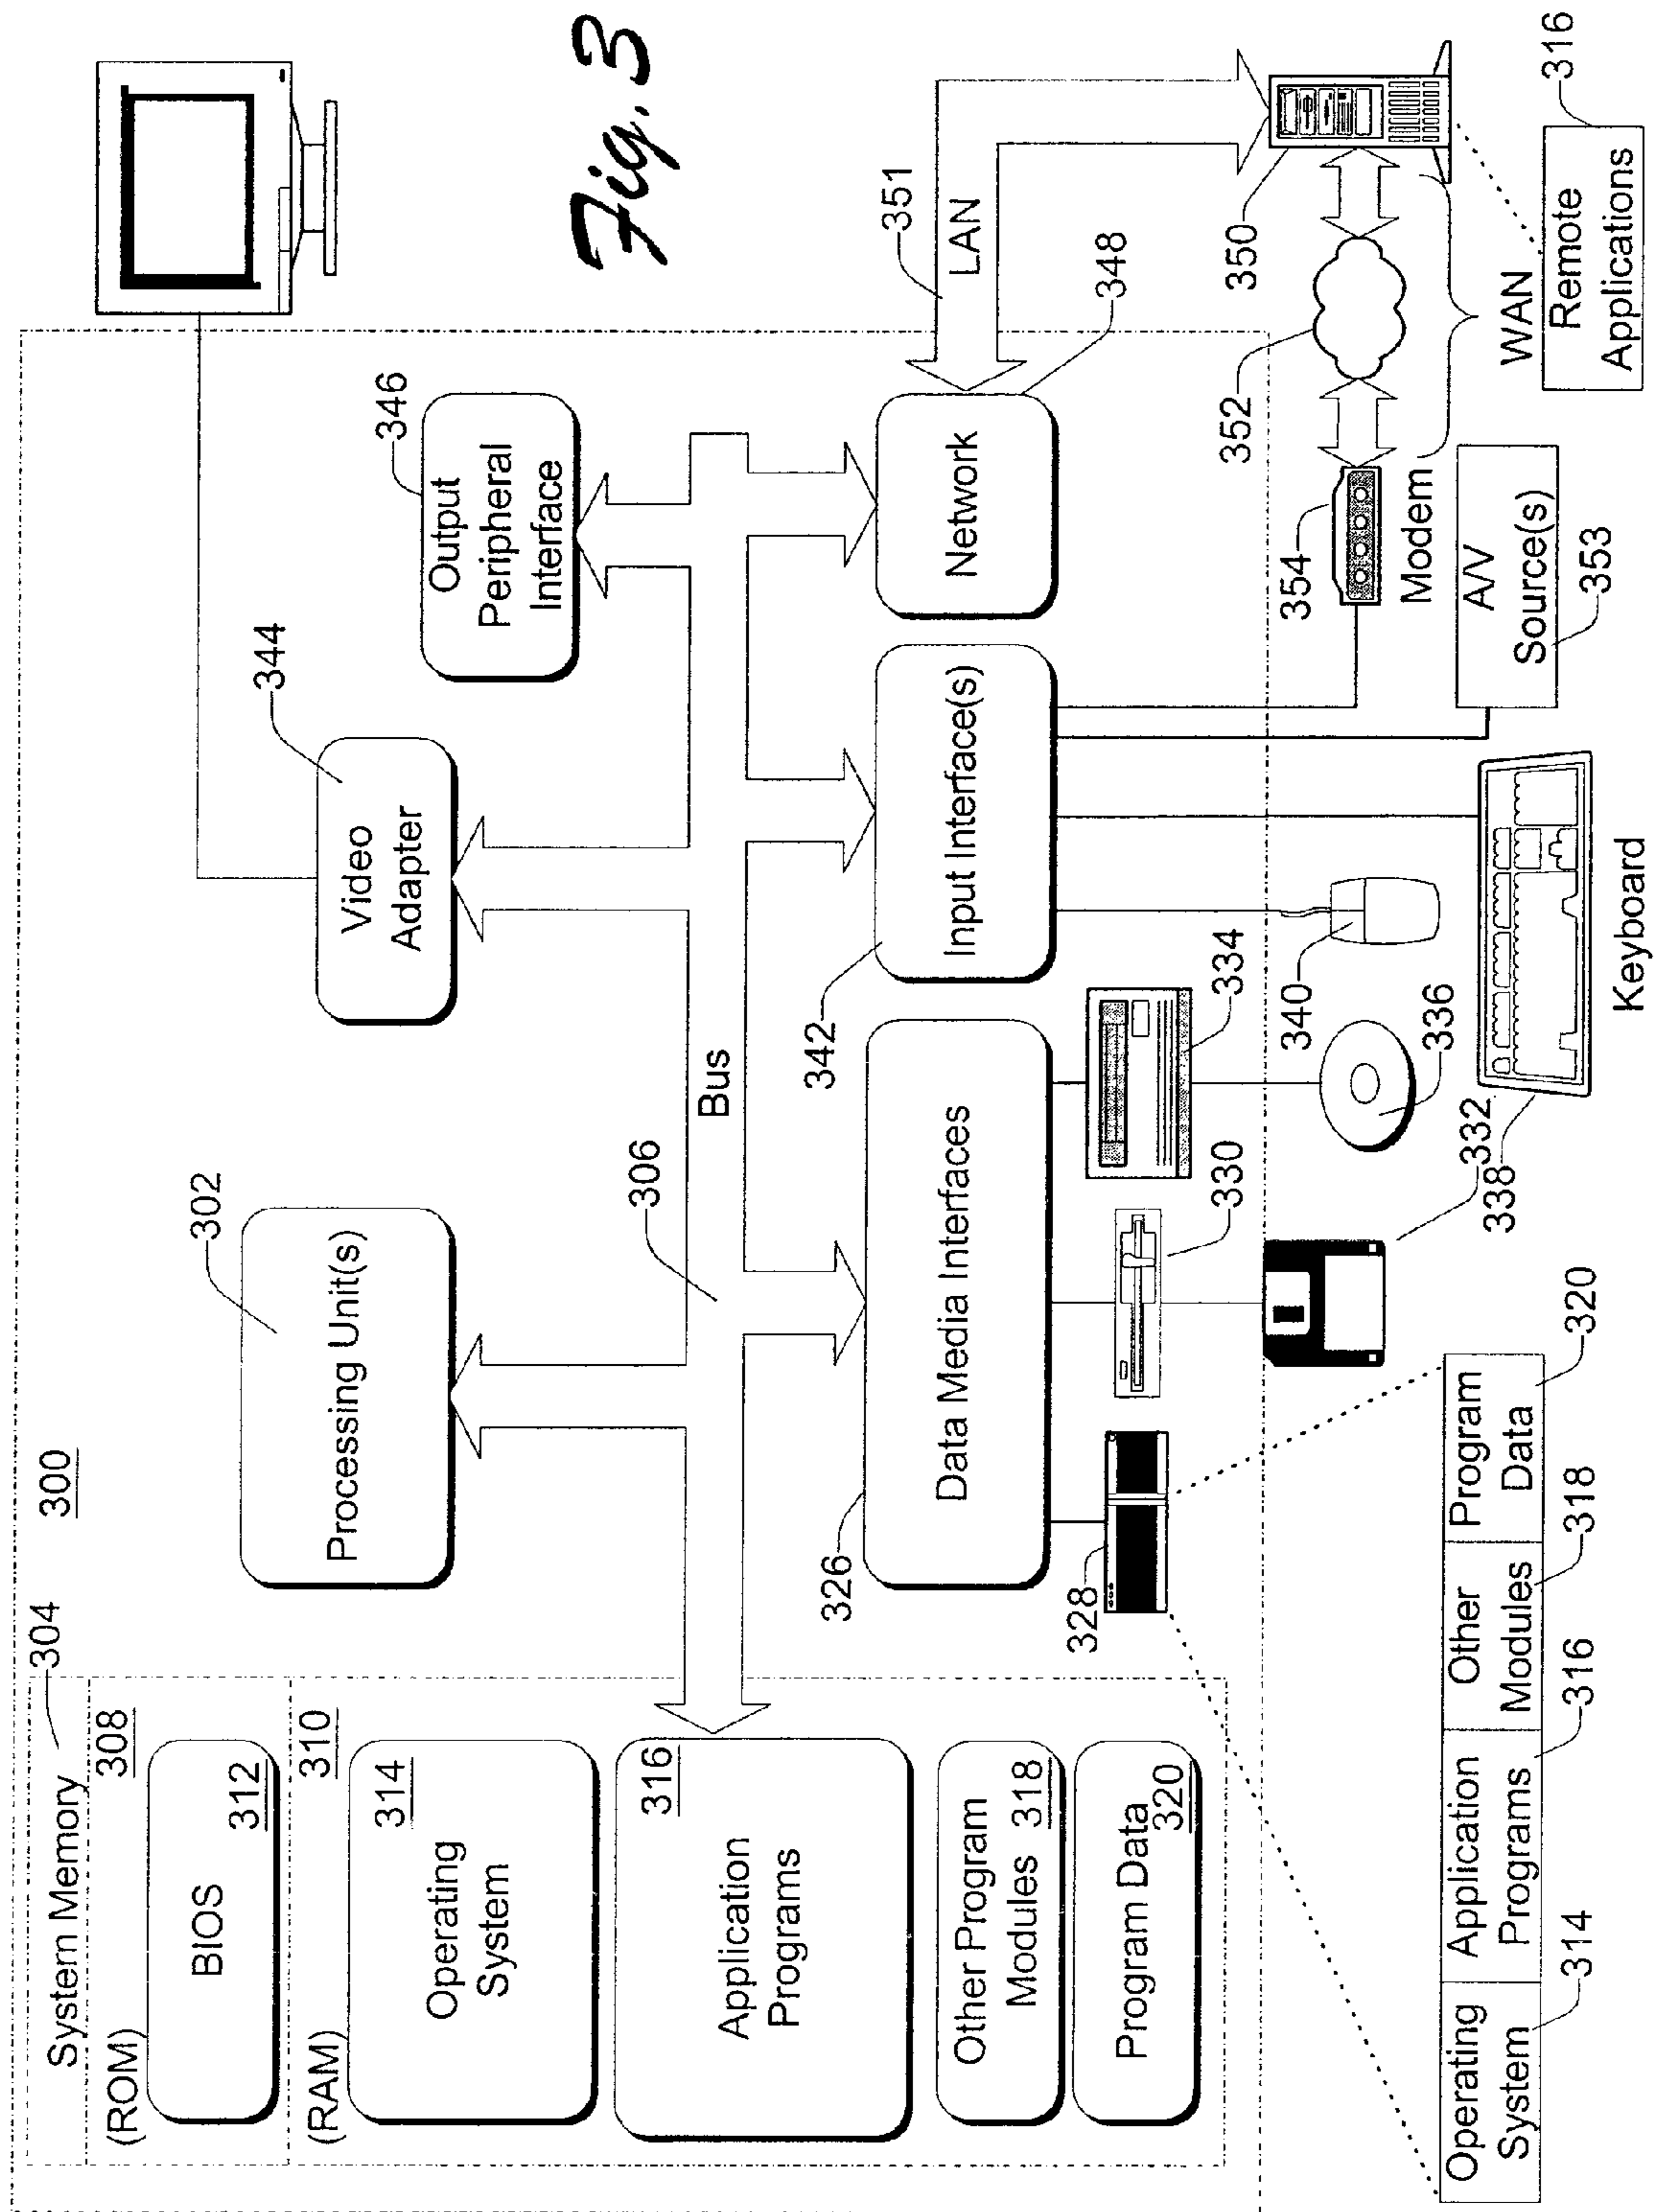 300
System Memory
304
(ROM)
308
BIOS
312
(RAM)
310
Operating
System
314
Application
Programs
316
Other Program
Modules
318
Program Data
320
Processing Unit(s)
302
Video
Adapter
344
Output
Peripheral
Interface
346
Fig. 3
Bus
306
326
Data Media Interfaces
342
Input Interface(s)
Network
348
351
LAN
328
330
334
332
336
340
338
Keyboard
354
Modem
352
350
WAN
A/V
Source(s)
353
Remote
Applications
316
Operating
System
314
Application
Programs
316
Other
Modules
318
Program
Data
320